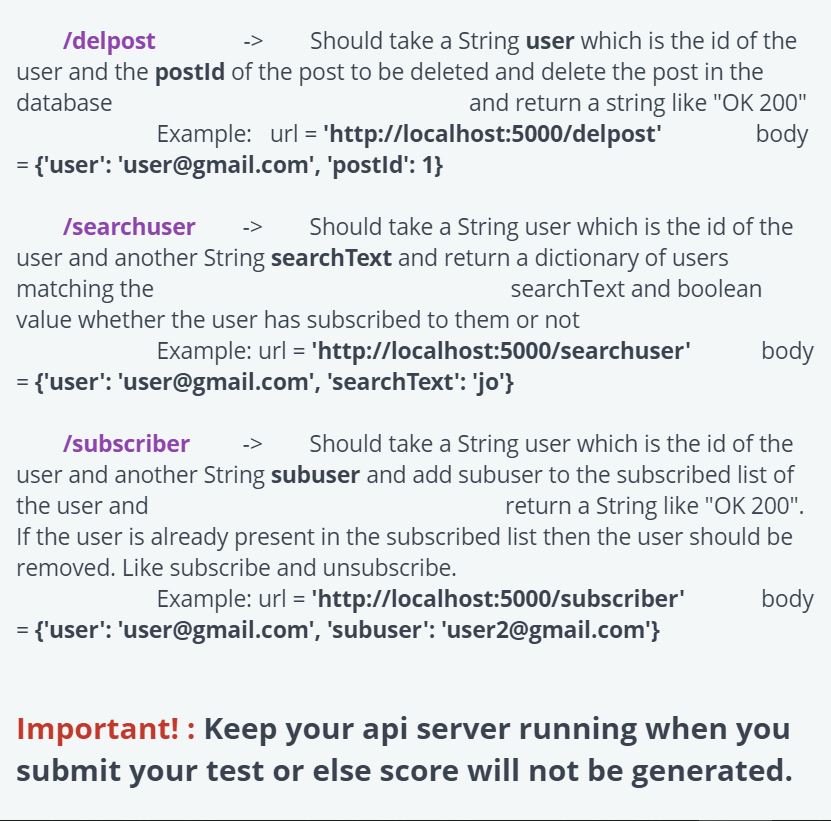 /delpost -> Should take a String user which is the id of the
user and the postId of the post to be deleted and delete the post in the
database and return a string like "OK 200"
Example: url = 'http://localhost:5000/delpost' body
= {'user': 'user@gmail.com', 'postId': 1}
/searchuser -> Should take a String user which is the id of the
user and another String searchText and return a dictionary of users
matching the searchText and boolean
value whether the user has subscribed to them or not
Example: url = 'http://localhost:5000/searchuser' body
= {'user': 'user@gmail.com', 'searchText': 'jo'}
/subscriber -> Should take a String user which is the id of the
user and another String subuser and add subuser to the subscribed list of
the user and return a String like "OK 200".
If the user is already present in the subscribed list then the user should be
removed. Like subscribe and unsubscribe.
Example: url = 'http://localhost:5000/subscriber' body
= {'user': 'user@gmail.com', 'subuser': 'user2@gmail.com'}
Important! : Keep your api server running when you
submit your test or else score will not be generated.